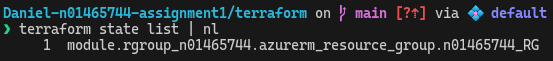 Daniel-n01465744-assignment1/terraform on  main [?⇡] via 💠 default
❯ terraform state list | nl
     1  module.rgroup_n01465744.azurerm_resource_group.n01465744_RG